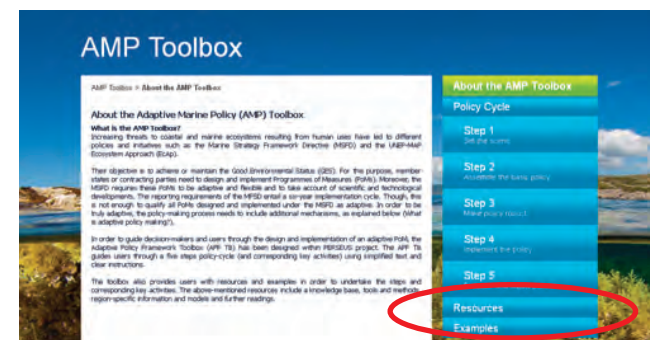 AMP Toolbox
AMP Toolbox > About the AMP Toolbox
About the Adaptive Marine Policy (AMP) Toolbox
What is the AMP Toolbox?
Increasing threats to coastal and marine ecosystems resulting from human uses have led to different
policies and initiatives such as the Marine Strategy Framework Directive (MSFD) and the UNEP-MAP
Ecosystem Approach (EcAp).
Their objective is to achieve or maintain the Good Environmental Status (GES). For this purpose, member
states or contracting parties need to design and implement Programmes of Measures (PoMs). Moreover, the
MSFD requires these PoMs to be adaptive and flexible and to take account of scientific and technological
developments. The reporting requirements of the MFSD entail a six-year implementation cycle. Though, this
is not enough to qualify all PoMs designed and implemented under the MSFD as adaptive. In order to be
truly adaptive, the policy-making process needs to include additional mechanisms, as explained below (What
is adaptive policy making?).
In order to guide decision-makers and users through the design and implementation of an adaptive PoM, the
Adaptive Policy Framework Toolbox (APF TB) has been designed within PERSEUS project. The APF TB
guides users through a five steps policy-cycle (and corresponding key activities) using simplified text and
clear instructions.
The toolbox also provides users with resources and examples in order to undertake the steps and
corresponding key activities. The above-mentioned resources include a knowledge base, tools and methods,
region-specific information and models and further readings.
About the AMP Toolbox
Policy Cycle
Step 1
Set the scene
Step 2
Assemble the basic policy
Step 3
Make policy robust
Step 4
Implement the policy
Step 5
Resources
Examples